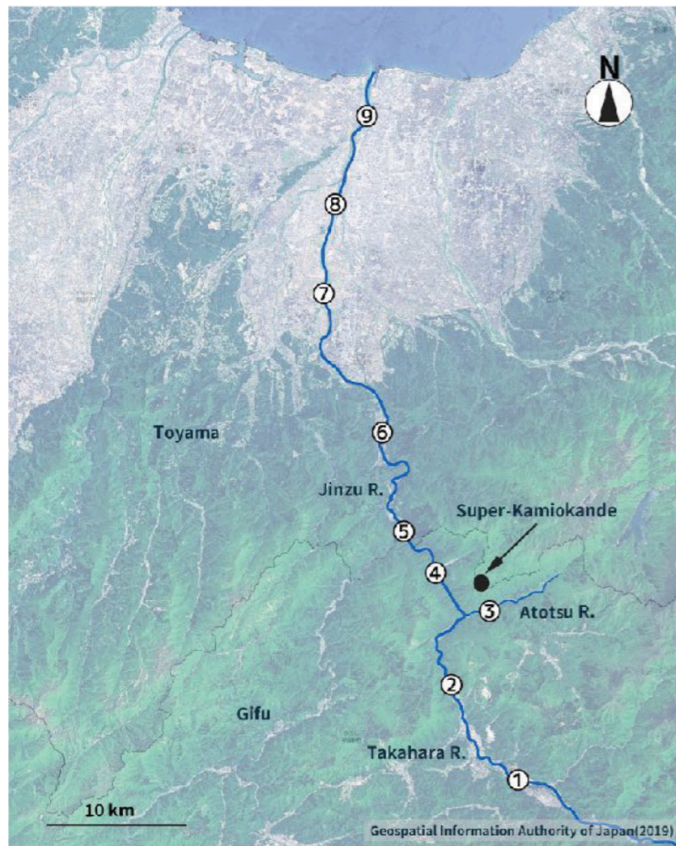 N
⑨
⑧
⑦
Toyama
⑥
Jinzu R.
Super-Kamiokande
⑤
④
③
Atotsu R.
②
Gifu
Takahara R.
①
10 km
Geospatial Information Authority of Japan(2019)